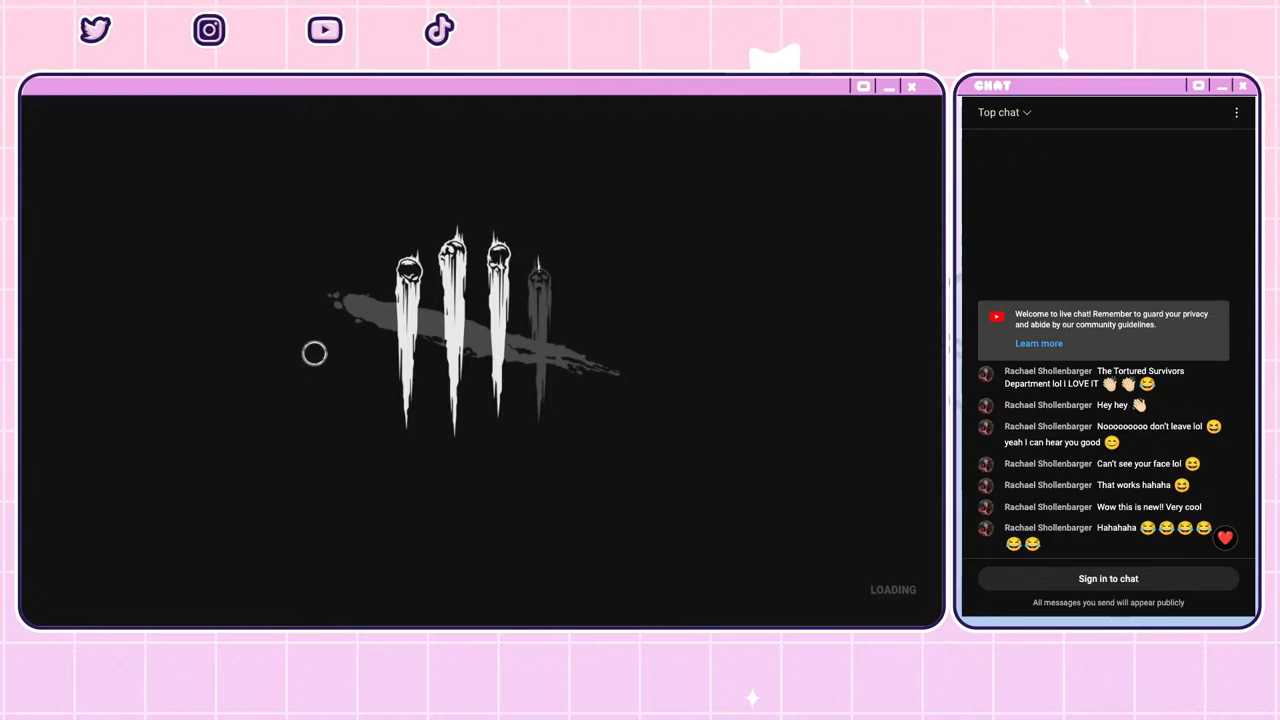 CHAT
Top chat
Welcome to live chat! Remember to guard your privacy
and abide by our community guidelines.
Learn more
Rachael Shollenbarger The Tortured Survivors
Department lol I LOVE IT 👏🏻 👏🏻 😂
Rachael Shollenbarger Hey hey 👋🏻
Rachael Shollenbarger Nooooooooo don't leave lol 😆
yeah I can hear you good 😊
Rachael Shollenbarger Can't see your face lol 😆
Rachael Shollenbarger That works hahaha 😆
Rachael Shollenbarger Wow this is new!! Very cool
Rachael Shollenbarger Hahahaha 😂 😂 😂 😂
😂 😂
Sign in to chat
All messages you send will appear publicly
LOADING